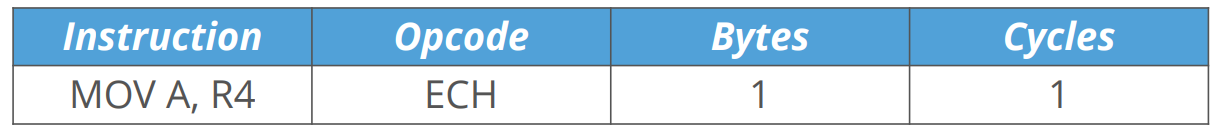 Instruction Opcode Bytes Cycles
MOV A, R4 ECH 1 1